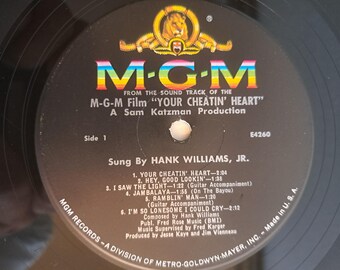 M-G-M
FROM THE SOUND TRACK OF THE
M-G-M Film "YOUR CHEATIN' HEART"
A Sam Katzman Production
Side 1
E4260
Sung By HANK WILLIAMS, JR.
1. YOUR CHEATIN' HEART—2:04
2. HEY, GOOD LOOKIN'—1:35
3. I SAW THE LIGHT—1:32 (Guitar Accompaniment)
4. JAMBALAYA—1:53 (On The Bayou)
5. RAMBLIN' MAN—1:33
(Guitar Accompaniment)
6. I'M SO LONESOME I COULD CRY—2:12
Composed by Hank Williams
Publ. Fred Rose Music (BMI)
Music Supervised by Fred Karger
Produced by Jesse Kaye and Jim Vienneau
MGM RECORDS—A DIVISION OF METRO-GOLDWYN-MAYER, INC.—MADE IN U.S.A.